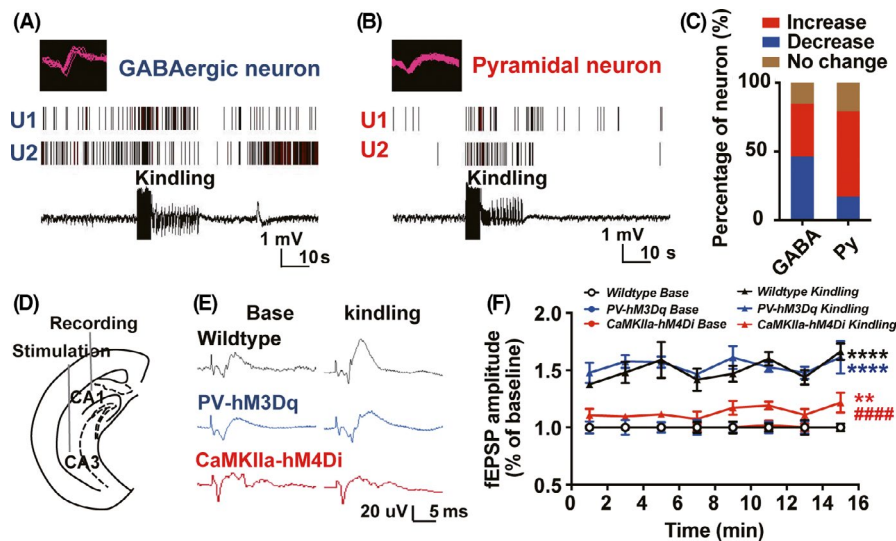 (A)
GABAergic neuron
U1
U2
Kindling
1 mV
10 s
(B)
Pyramidal neuron
U1
U2
Kindling
1 mV
10 s
(C)
Increase
Decrease
No change
Percentage of neuron (%)
100
50
0
GABA
Py
(D)
Recording
Stimulation
CA1
CA3
(E)
Base kindling
Wildtype
PV-hM3Dq
CaMKIIa-hM4Di
20 uV
5 ms
(F)
Wildtype Base Wildtype Kindling
PV-hM3Dq Base PV-hM3Dq Kindling
CaMKIIa-hM4Di Base CaMKIIa-hM4Di Kindling
fEPSP amplitude
(% of baseline)
2.0
1.5
1.0
0.5
****
****
**
####
0 2 4 6 8 10 12 14 16
Time (min)